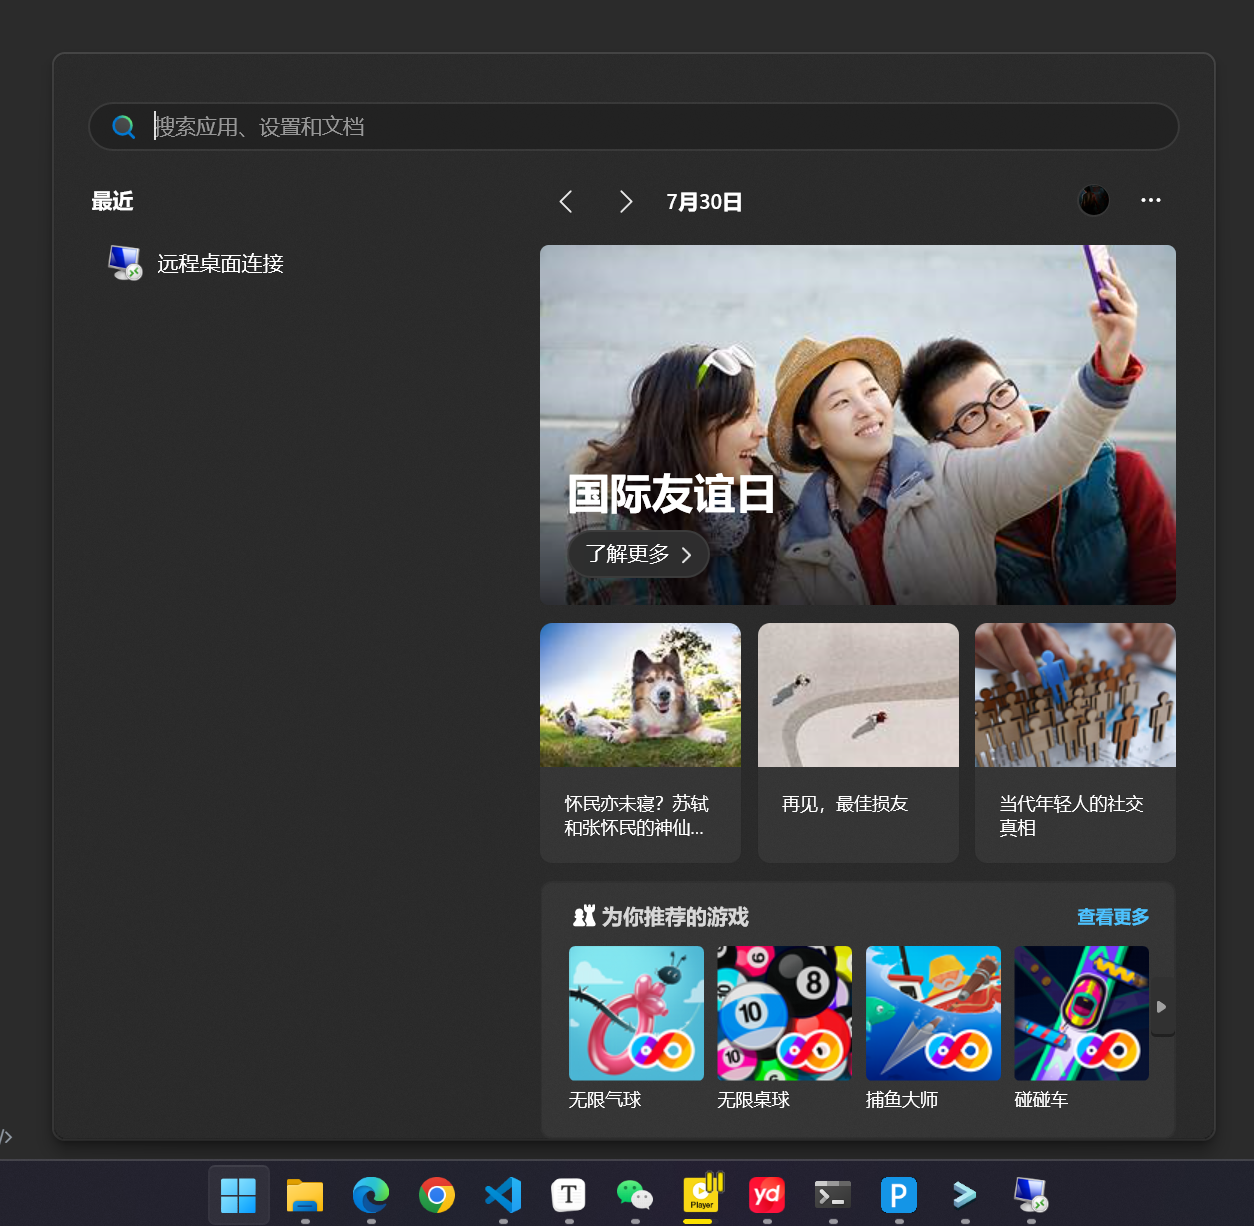 搜索应用、设置和文档
最近
远程桌面连接
7月30日
国际友谊日
了解更多
怀民亦未寝？苏轼
和张怀民的神仙...
再见，最佳损友
当代年轻人的社交
真相
为你推荐的游戏
查看更多
8
10
10
6
无限气球
无限桌球
捕鱼大师
碰碰车
T
Player
yd
P